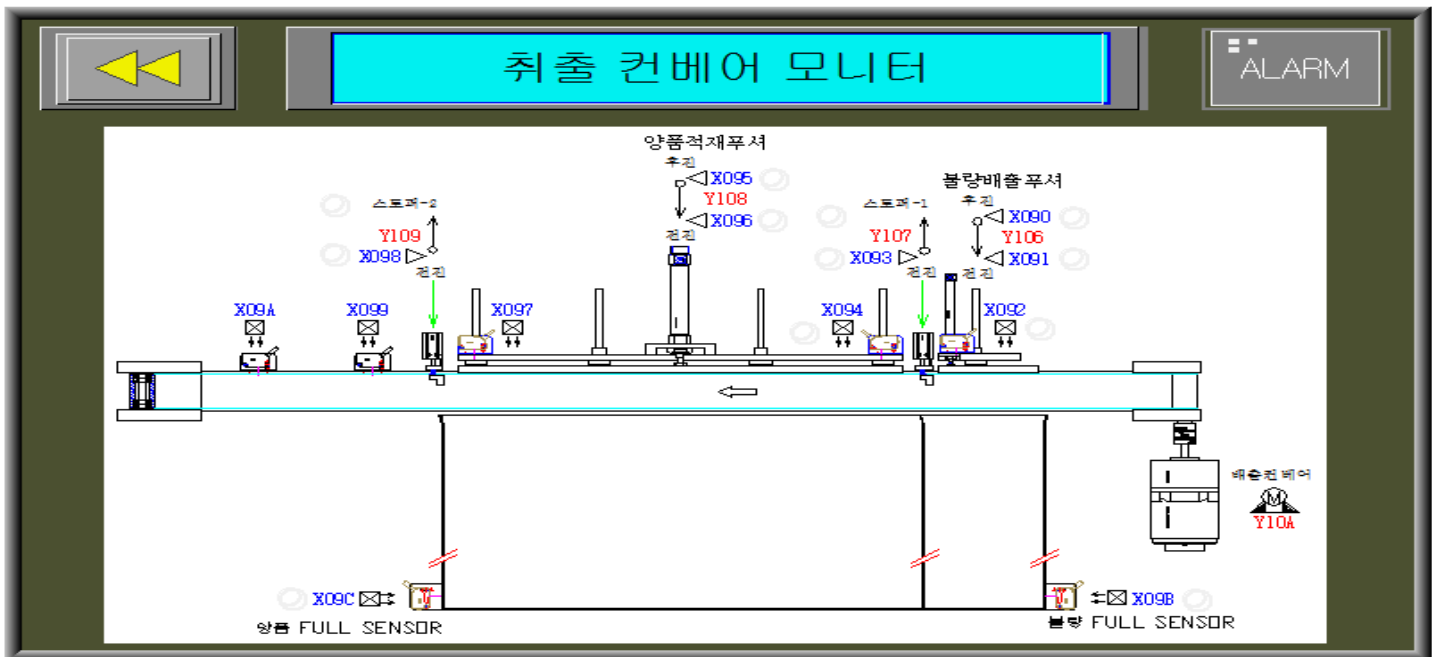 취출 컨베어 모니터
ALARM
양품적재푸셔
후진
X095
Y108
X096
전진
불량배출푸셔
후진
X090
Y106
X091
전진
스토퍼-2
Y109
X098
전진
스토퍼-1
Y107
X093
전진
X09A
X099
X097
X094
X092
배출컨베어
M
Y10A
X09C
양품 FULL SENSOR
X09B
불량 FULL SENSOR